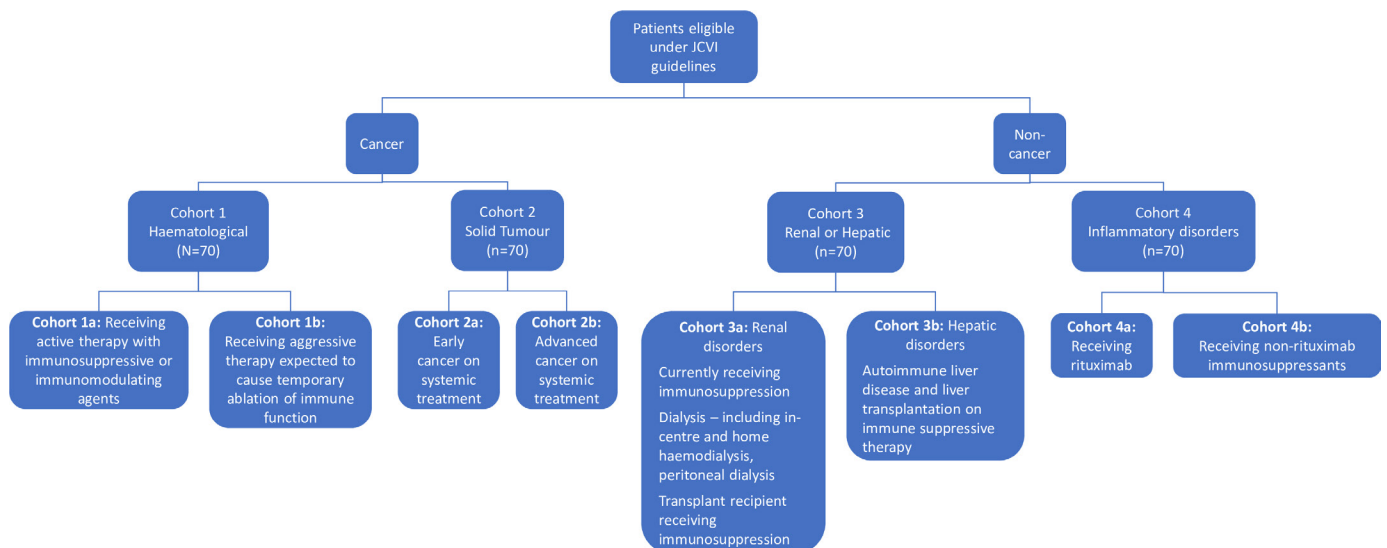 Patients eligible
under JCVI
guidelines
Cancer
Non-
cancer
Cohort 1
Haematological
(N=70)
Cohort 2
Solid Tumour
(n=70)
Cohort 3
Renal or Hepatic
(n=70)
Cohort 4
Inflammatory disorders
(n=70)
Cohort 1a: Receiving
active therapy with
immunosuppressive or
immunomodulating
agents
Cohort 1b:
Receiving aggressive
therapy expected to
cause temporary
ablation of immune
function
Cohort 2a:
Early
cancer on
systemic
treatment
Cohort 2b:
Advanced
cancer on
systemic
treatment
Cohort 3a: Renal
disorders
Currently receiving
immunosuppression
Dialysis – including in-
centre and home
haemodialysis,
peritoneal dialysis
Transplant recipient
receiving
immunosuppression
Cohort 3b: Hepatic
disorders
Autoimmune liver
disease and liver
transplantation on
immune suppressive
therapy
Cohort 4a:
Receiving
rituximab
Cohort 4b:
Receiving non-rituximab
immunosuppressants